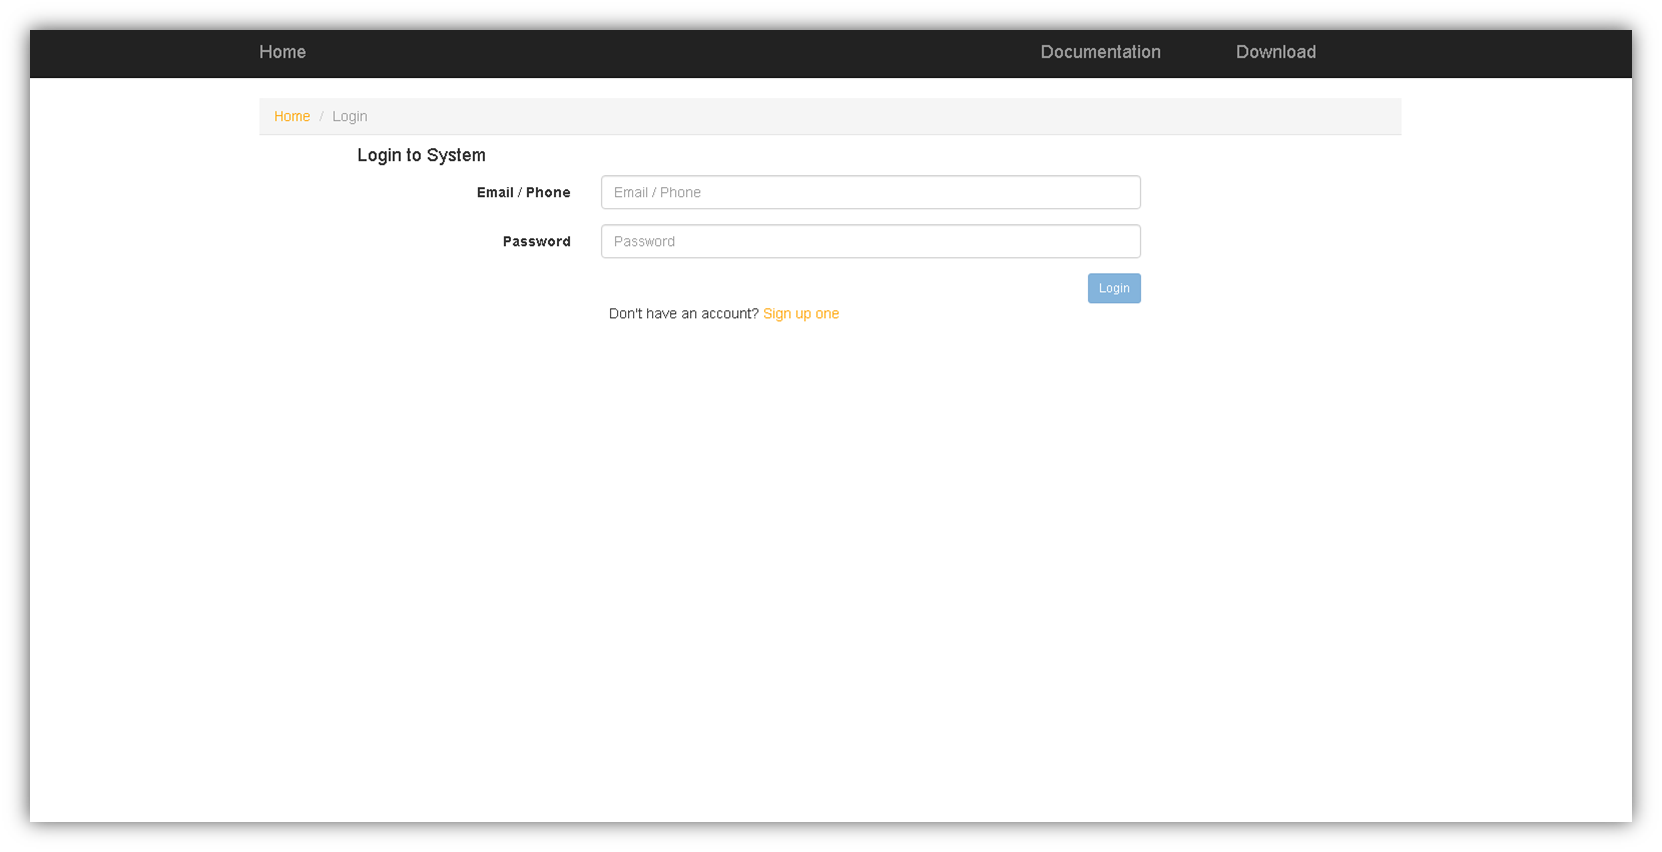 Home Documentation Download
Home / Login
Login to System
Email / Phone Email / Phone
Password Password
Login
Don't have an account? Sign up one